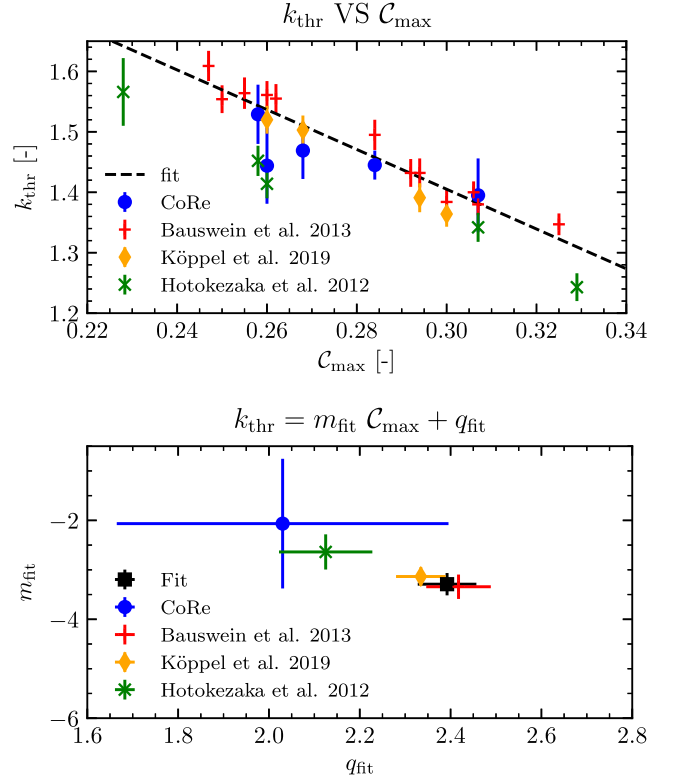 k_thr VS 𝒞_max
1.6
1.5
1.4
1.3
1.2
k_thr [-]
fit
CoRe
Bauswein et al. 2013
Köppel et al. 2019
Hotokezaka et al. 2012
0.22 0.24 0.26 0.28 0.30 0.32 0.34
𝒞_max [-]
k_thr = m_fit 𝒞_max + q_fit
−2
−4
−6
m_fit
Fit
CoRe
Bauswein et al. 2013
Köppel et al. 2019
Hotokezaka et al. 2012
1.6 1.8 2.0 2.2 2.4 2.6 2.8
q_fit